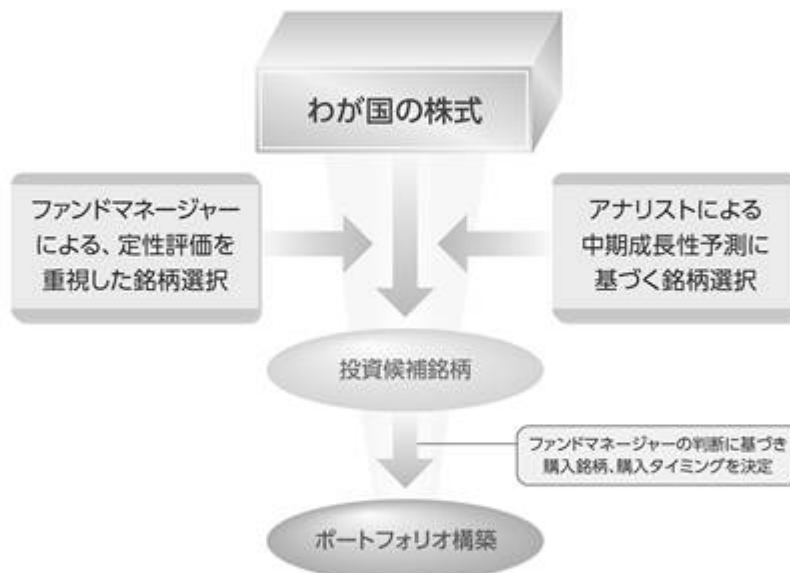 わが国の株式
ファンドマネージャー
による、定性評価を
重視した銘柄選択
アナリストによる
中期成長性予測に
基づく銘柄選択
投資候補銘柄
ファンドマネージャーの判断に基づき
購入銘柄、購入タイミングを決定
ポートフォリオ構築